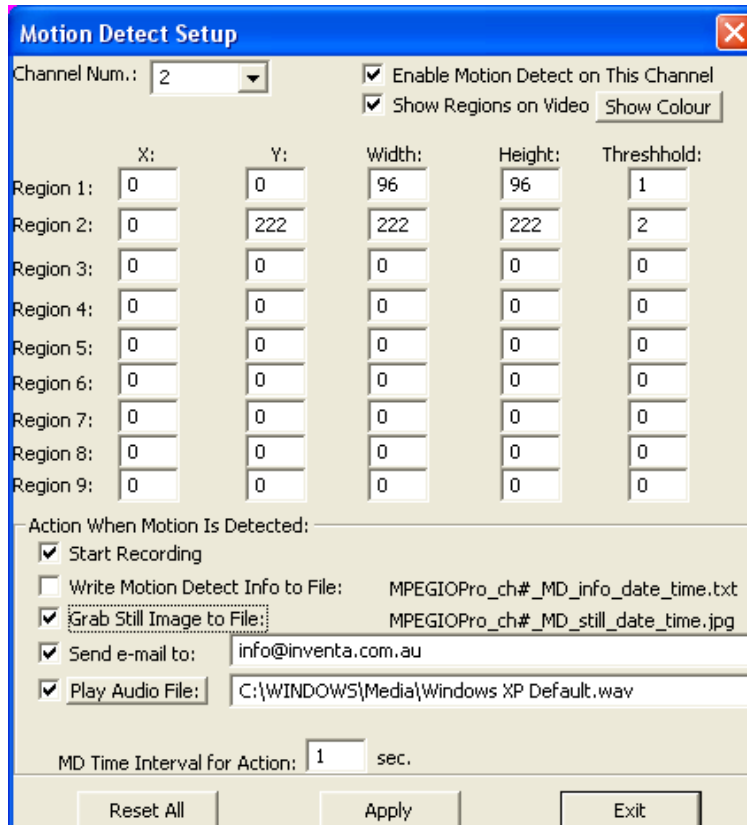 Motion Detect Setup
Channel Num.: 2
Enable Motion Detect on This Channel
Show Regions on Video Show Colour
X: Y: Width: Height: Threshhold:
Region 1: 0 0 96 96 1
Region 2: 0 222 222 222 2
Region 3: 0 0 0 0 0
Region 4: 0 0 0 0 0
Region 5: 0 0 0 0 0
Region 6: 0 0 0 0 0
Region 7: 0 0 0 0 0
Region 8: 0 0 0 0 0
Region 9: 0 0 0 0 0
Action When Motion Is Detected:
Start Recording
Write Motion Detect Info to File: MPEGIOPro_ch#_MD_info_date_time.txt
Grab Still Image to File: MPEGIOPro_ch#_MD_still_date_time.jpg
Send e-mail to: info@inventa.com.au
Play Audio File: C:\WINDOWS\Media\Windows XP Default.wav
MD Time Interval for Action: 1 sec.
Reset All Apply Exit